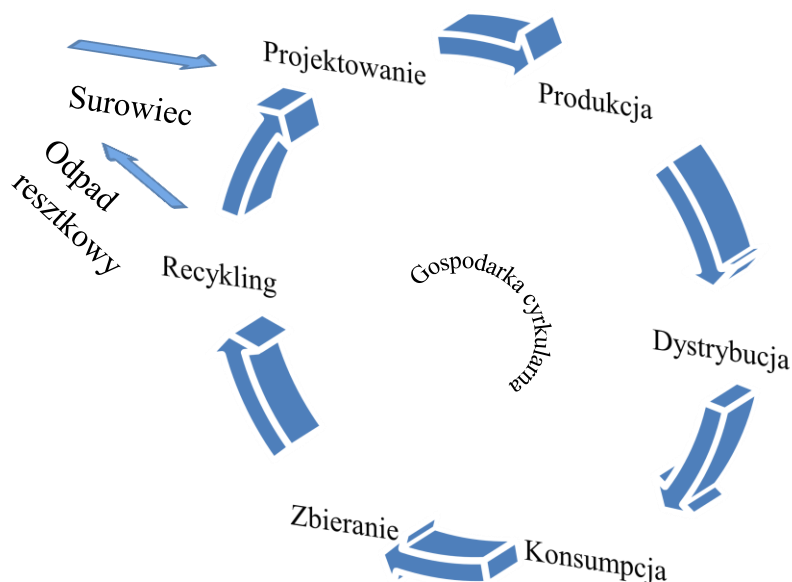 Projektowanie
Surowiec
Produkcja
Odpad
resztkowy
Recykling
Gospodarka cyrkularna
Dystrybucja
Zbieranie
Konsumpcja